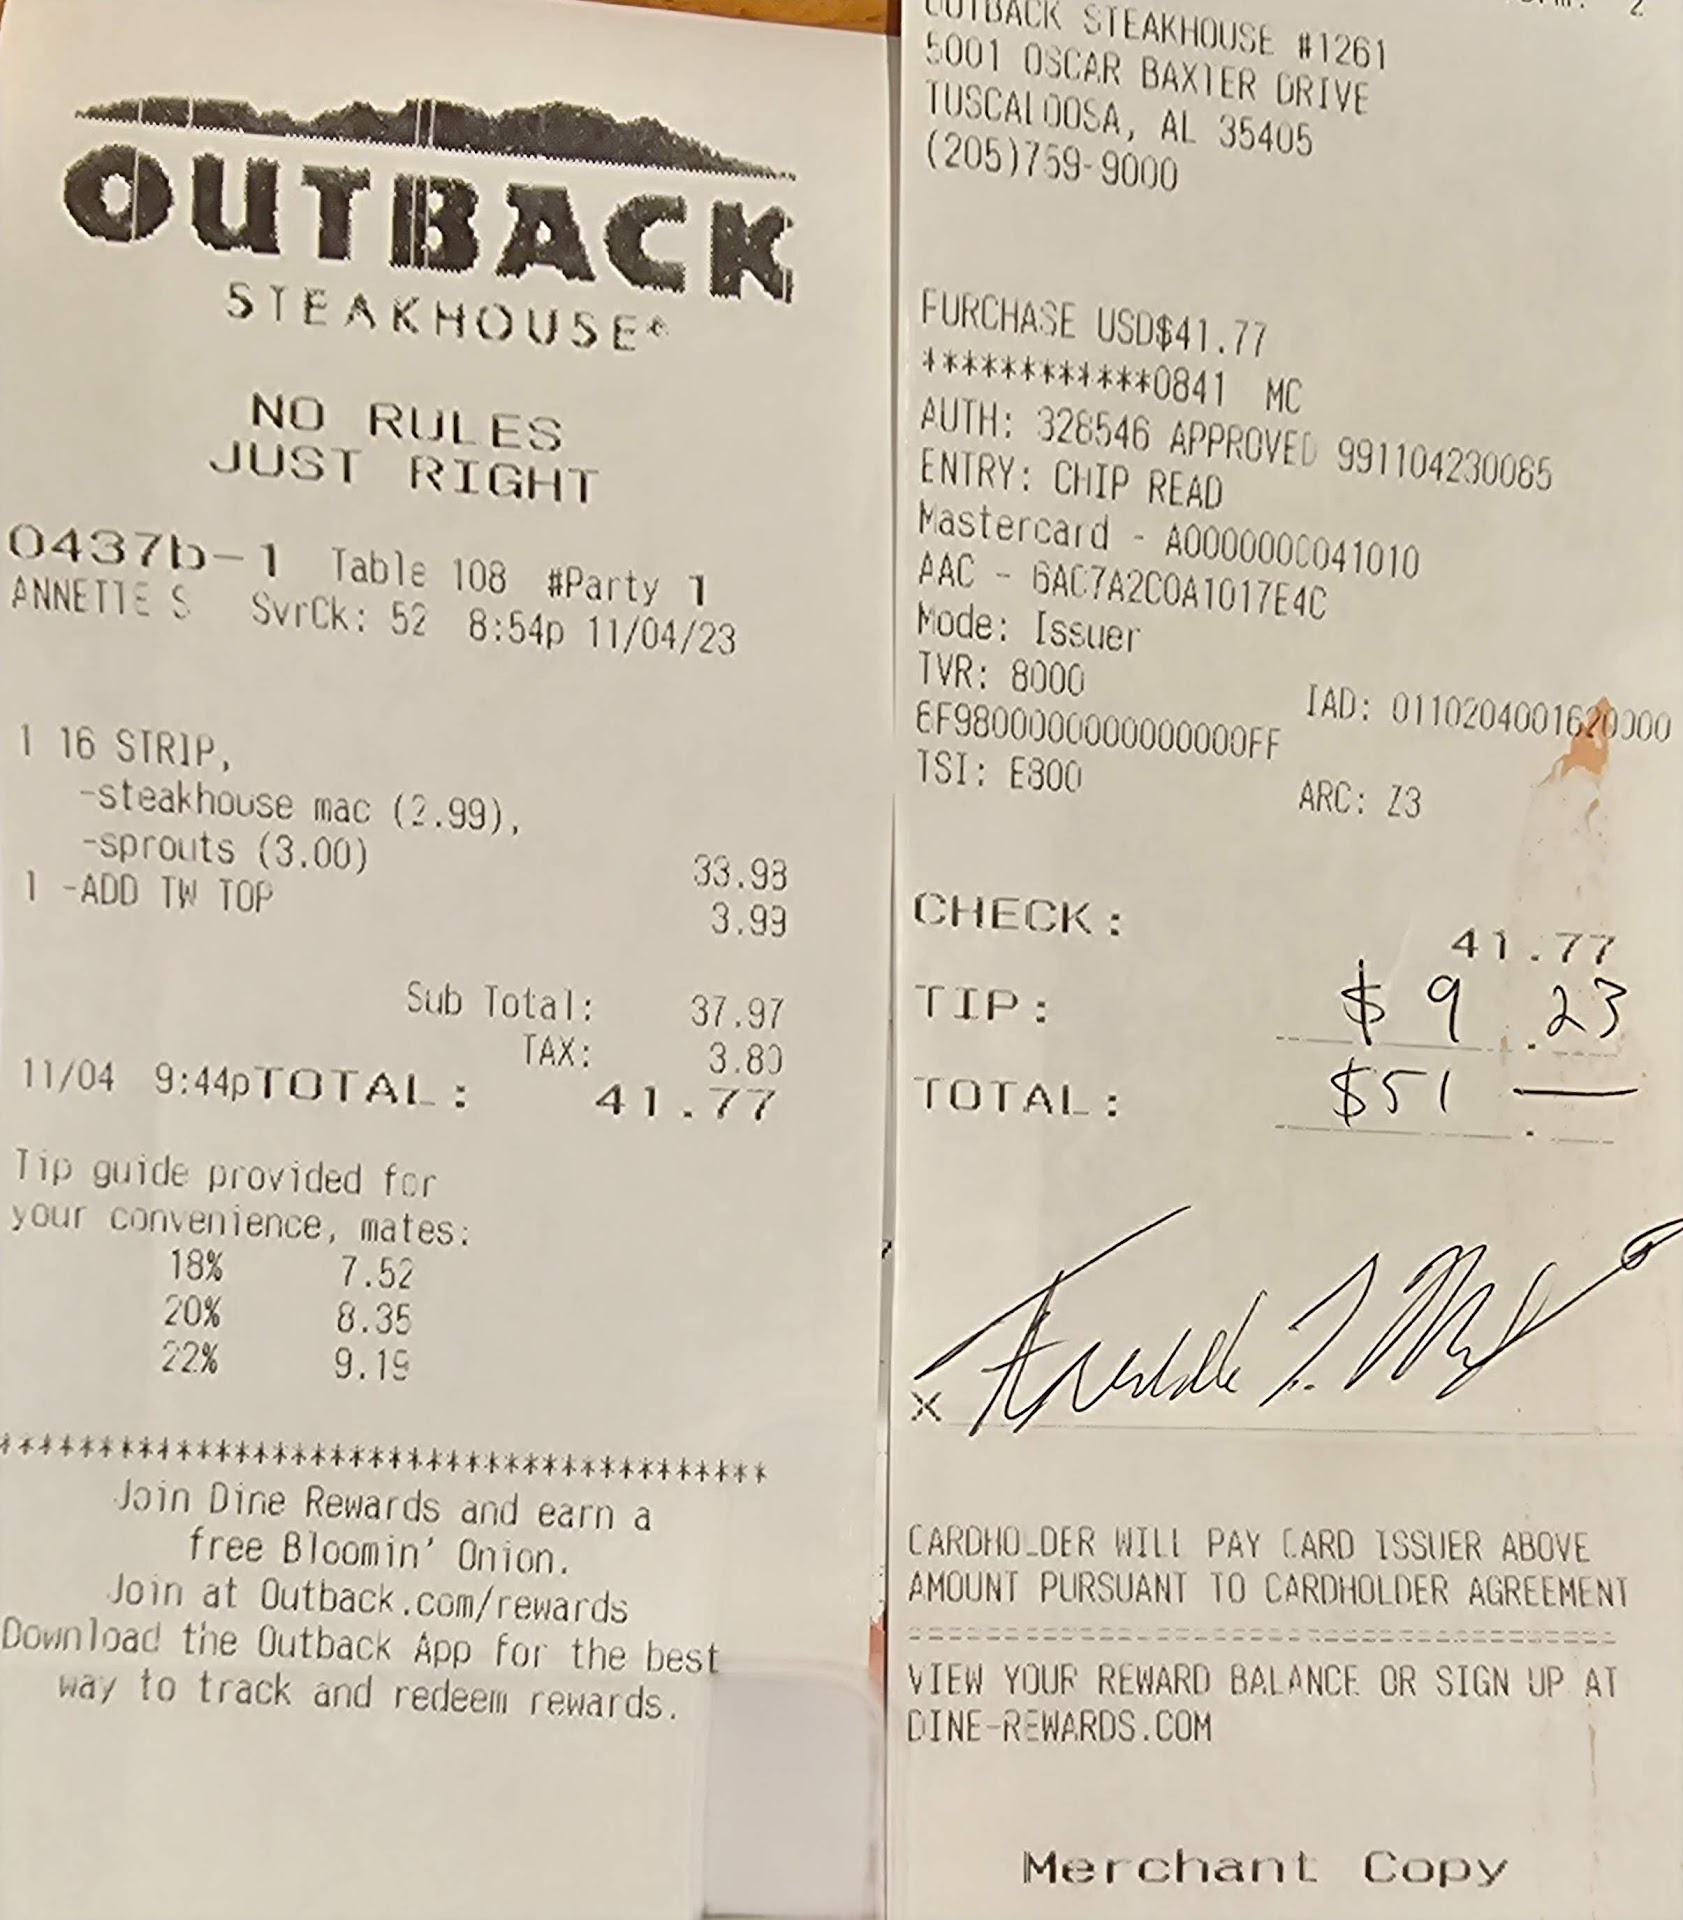 OUTBACK
STEAKHOUSE®
NO RULES
JUST RIGHT
0437b-1 Table 108 #Party 1
ANNETTE S SvrCk: 52 8:54p 11/04/23
1 16 STRIP,
-steakhouse mac (2.99),
-sprouts (3.00) 33.98
1 -ADD TW TOP 3.99
Sub Total: 37.97
TAX: 3.80
11/04 9:44pTOTAL: 41.77
Tip guide provided for
your convenience, mates:
18% 7.52
20% 8.35
22% 9.19
****************************************
Join Dine Rewards and earn a
free Bloomin' Onion.
Join at Outback.com/rewards
Download the Outback App for the best
way to track and redeem rewards.
2
OUTBACK STEAKHOUSE #1261
5001 OSCAR BAXTER DRIVE
TUSCALOOSA, AL 35405
(205)759-9000
PURCHASE USD$41.77
************0841 MC
AUTH: 328546 APPROVED 991104230085
ENTRY: CHIP READ
Mastercard - A0000000041010
AAC - 6AC7A2C0A1017E4C
Mode: Issuer
TVR: 8000
IAD: 0110204001620000
EF9800000000000000FF
TSI: E800
ARC: Z3
CHECK: 41.77
TIP: $ 9 .23
TOTAL: $51 . —
X
CARDHOLDER WILL PAY CARD ISSUER ABOVE
AMOUNT PURSUANT TO CARDHOLDER AGREEMENT
VIEW YOUR REWARD BALANCE OR SIGN UP AT
DINE-REWARDS.COM
Merchant Copy